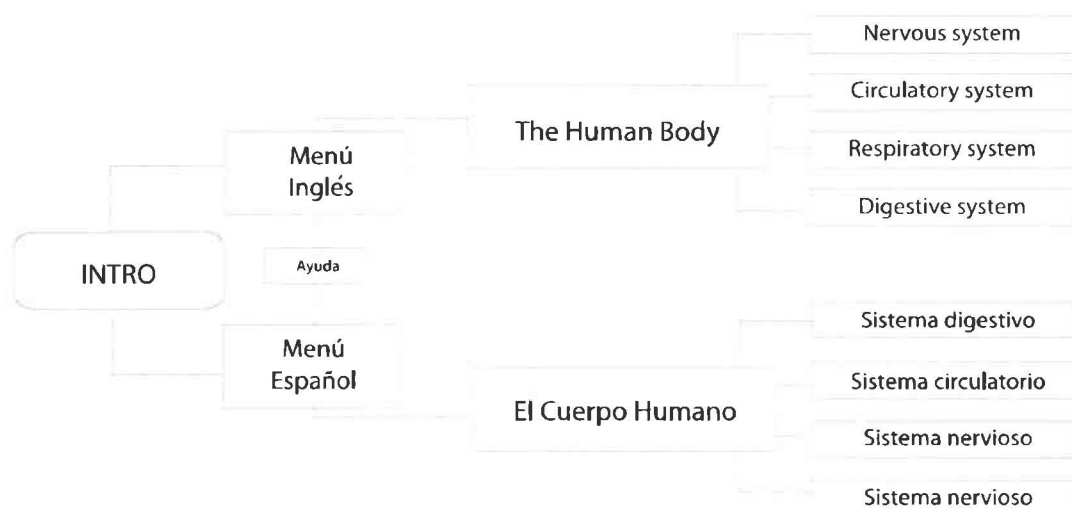 INTRO
Menú
Inglés
Ayuda
Menú
Español
The Human Body
Nervous system
Circulatory system
Respiratory system
Digestive system
El Cuerpo Humano
Sistema digestivo
Sistema circulatorio
Sistema nervioso
Sistema nervioso